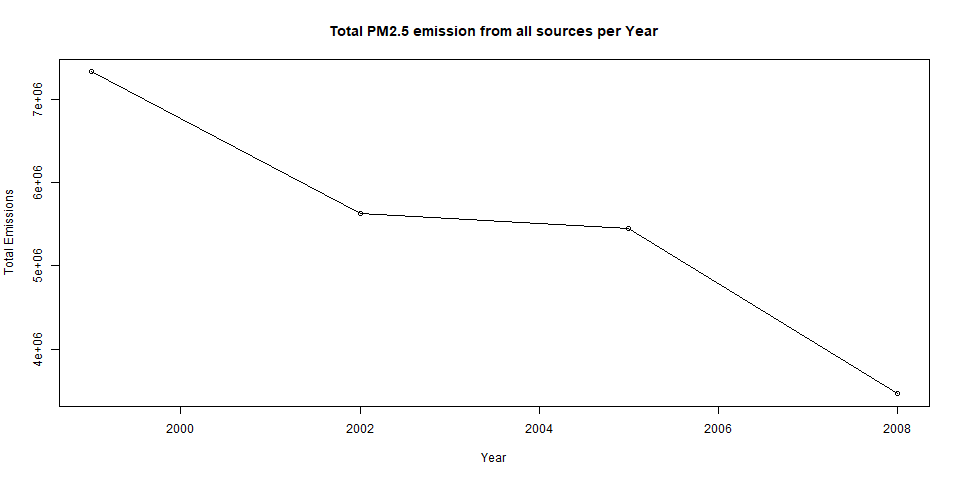 Total PM2.5 emission from all sources per Year
Total Emissions
7e+06
6e+06
5e+06
4e+06
2000 2002 2004 2006 2008
Year